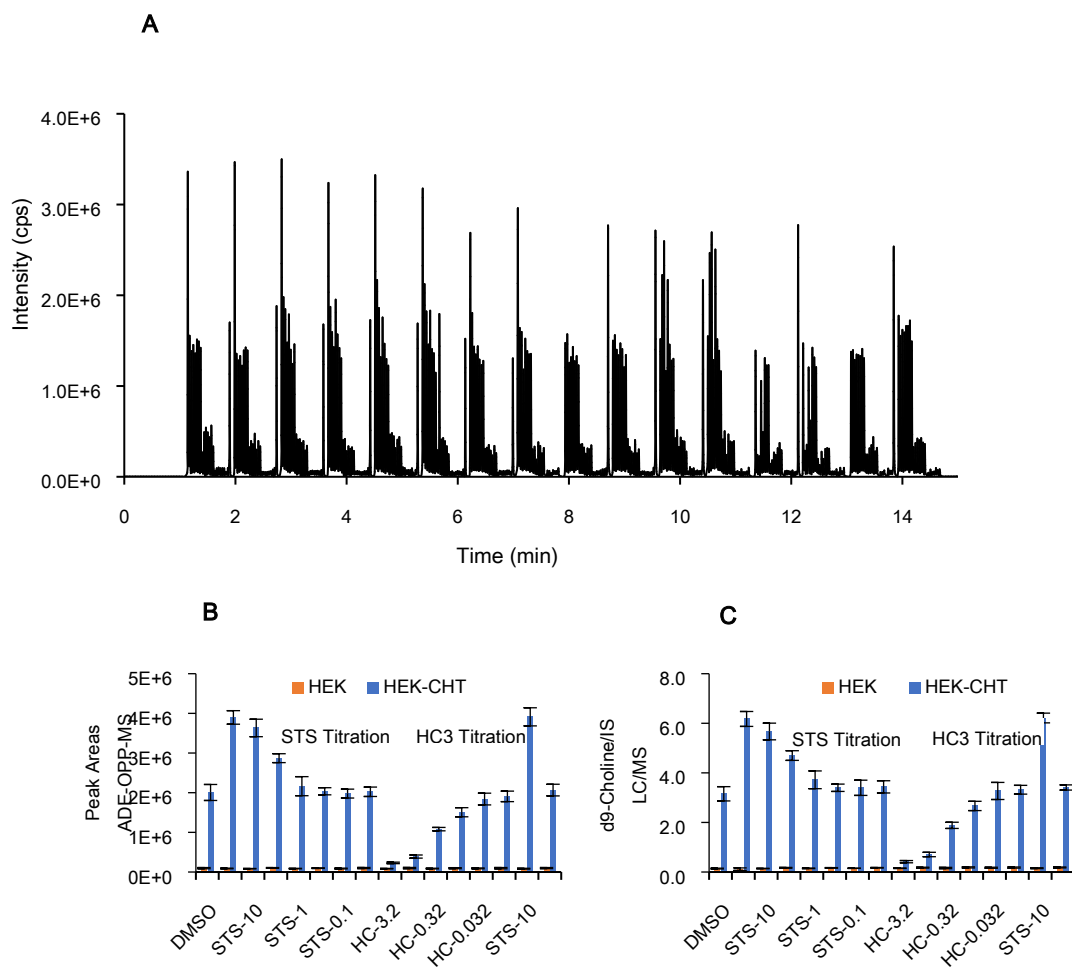 A
4.0E+6
3.0E+6
2.0E+6
1.0E+6
0.0E+0
Intensity (cps)
0 2 4 6 8 10 12 14
Time (min)
B
5E+6
4E+6
3E+6
2E+6
1E+6
0E+0
Peak Areas
ADE-OPP-MS
HEK HEK-CHT
STS Titration HC3 Titration
DMSO STS-10 STS-1 STS-0.1 HC-3.2 HC-0.32 HC-0.032 STS-10
C
8.0
6.0
4.0
2.0
0.0
d9-Choline/IS
LC/MS
HEK HEK-CHT
STS Titration HC3 Titration
DMSO STS-10 STS-1 STS-0.1 HC-3.2 HC-0.32 HC-0.032 STS-10